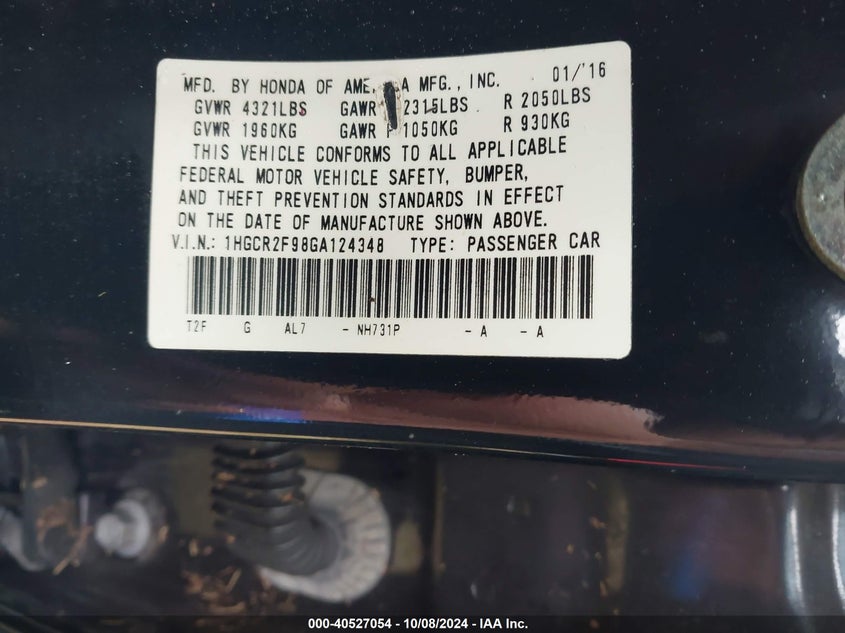 MFD. BY HONDA OF AME A MFG., INC. 01/'16
GVWR 4321LBS GAWR 2315LBS R 2050LBS
GVWR 1960KG GAWR F 1050KG R 930KG
THIS VEHICLE CONFORMS TO ALL APPLICABLE
FEDERAL MOTOR VEHICLE SAFETY, BUMPER,
AND THEFT PREVENTION STANDARDS IN EFFECT
ON THE DATE OF MANUFACTURE SHOWN ABOVE.
V.I.N.: 1HGCR2F98GA124348 TYPE: PASSENGER CAR
T2F G AL7 - NH731P - A - A
000-40527054 - 10/08/2024 - IAA Inc.